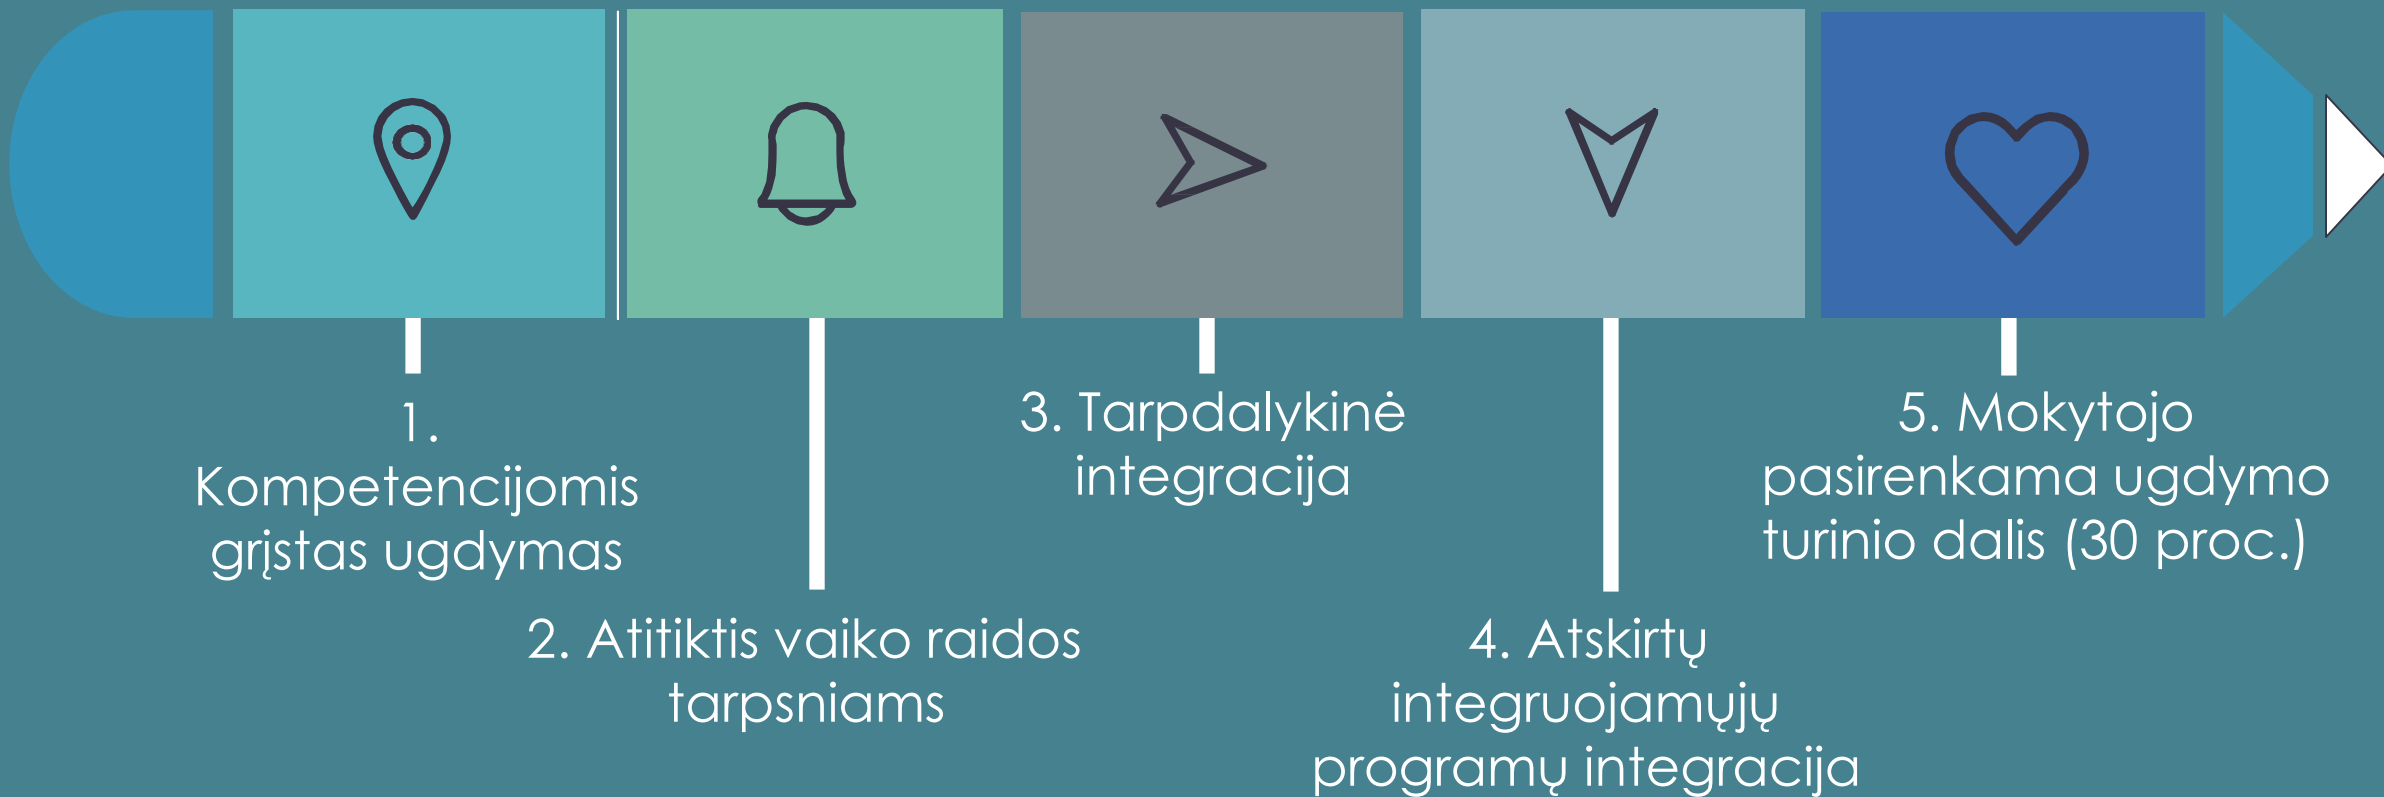 1.
Kompetencijomis
grįstas ugdymas
2. Atitiktis vaiko raidos
tarpsniams
3. Tarpdalykinė
integracija
4. Atskirtų
integruojamųjų
programų integracija
5. Mokytojo
pasirenkama ugdymo
turinio dalis (30 proc.)